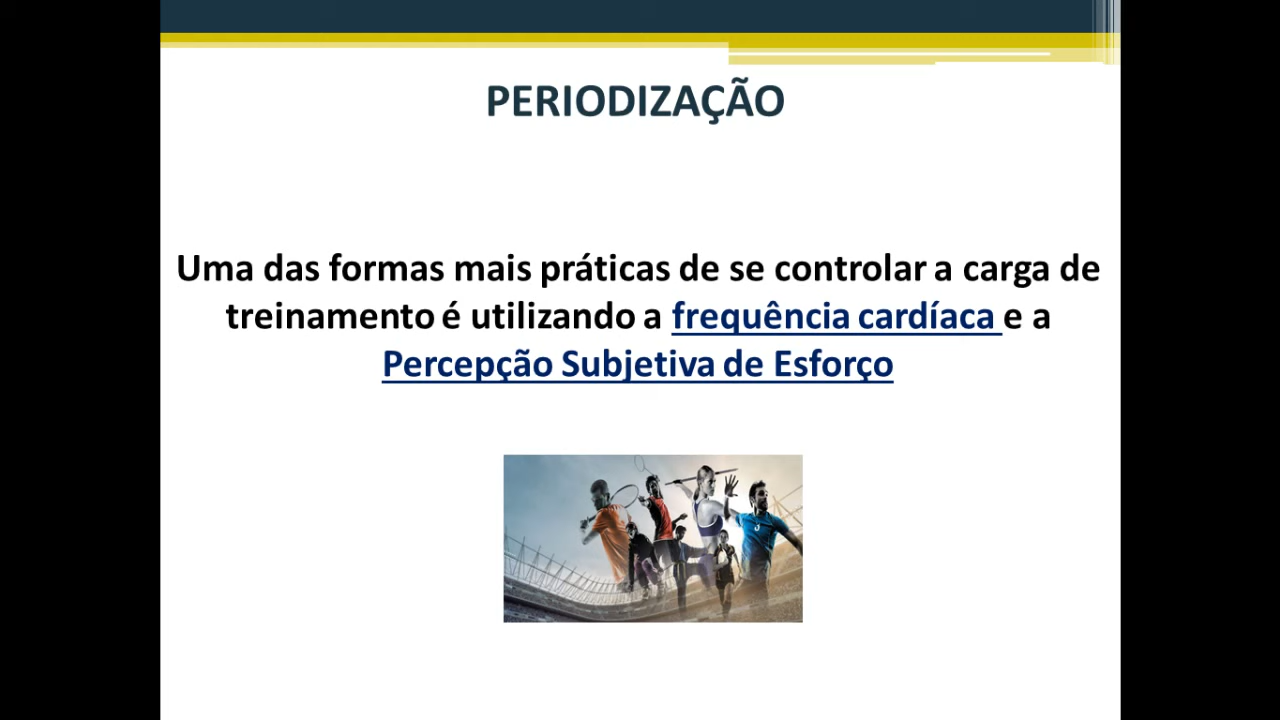 PERIODIZAÇÃO
Uma das formas mais práticas de se controlar a carga de
treinamento é utilizando a frequência cardíaca e a
Percepção Subjetiva de Esforço